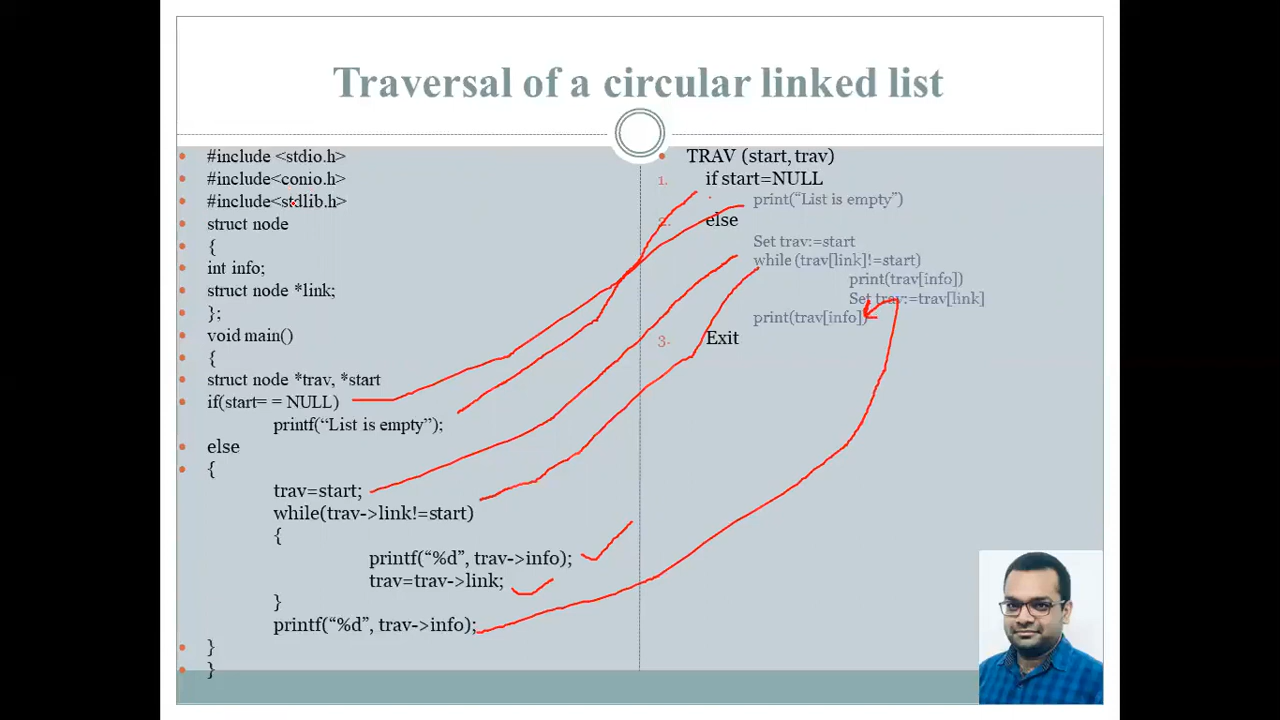 Traversal of a circular linked list
#include <stdio.h>
#include<conio.h>
#include<stdlib.h>
struct node
{
int info;
struct node *link;
};
void main()
{
struct node *trav, *start
if(start= = NULL)
printf(“List is empty”);
else
{
trav=start;
while(trav->link!=start)
{
printf(“%d”, trav->info);
trav=trav->link;
}
printf(“%d”, trav->info);
}
}
TRAV (start, trav)
1. if start=NULL
print(“List is empty”)
2. else
Set trav:=start
while (trav[link]!=start)
print(trav[info])
Set trav:=trav[link]
print(trav[info])
3. Exit